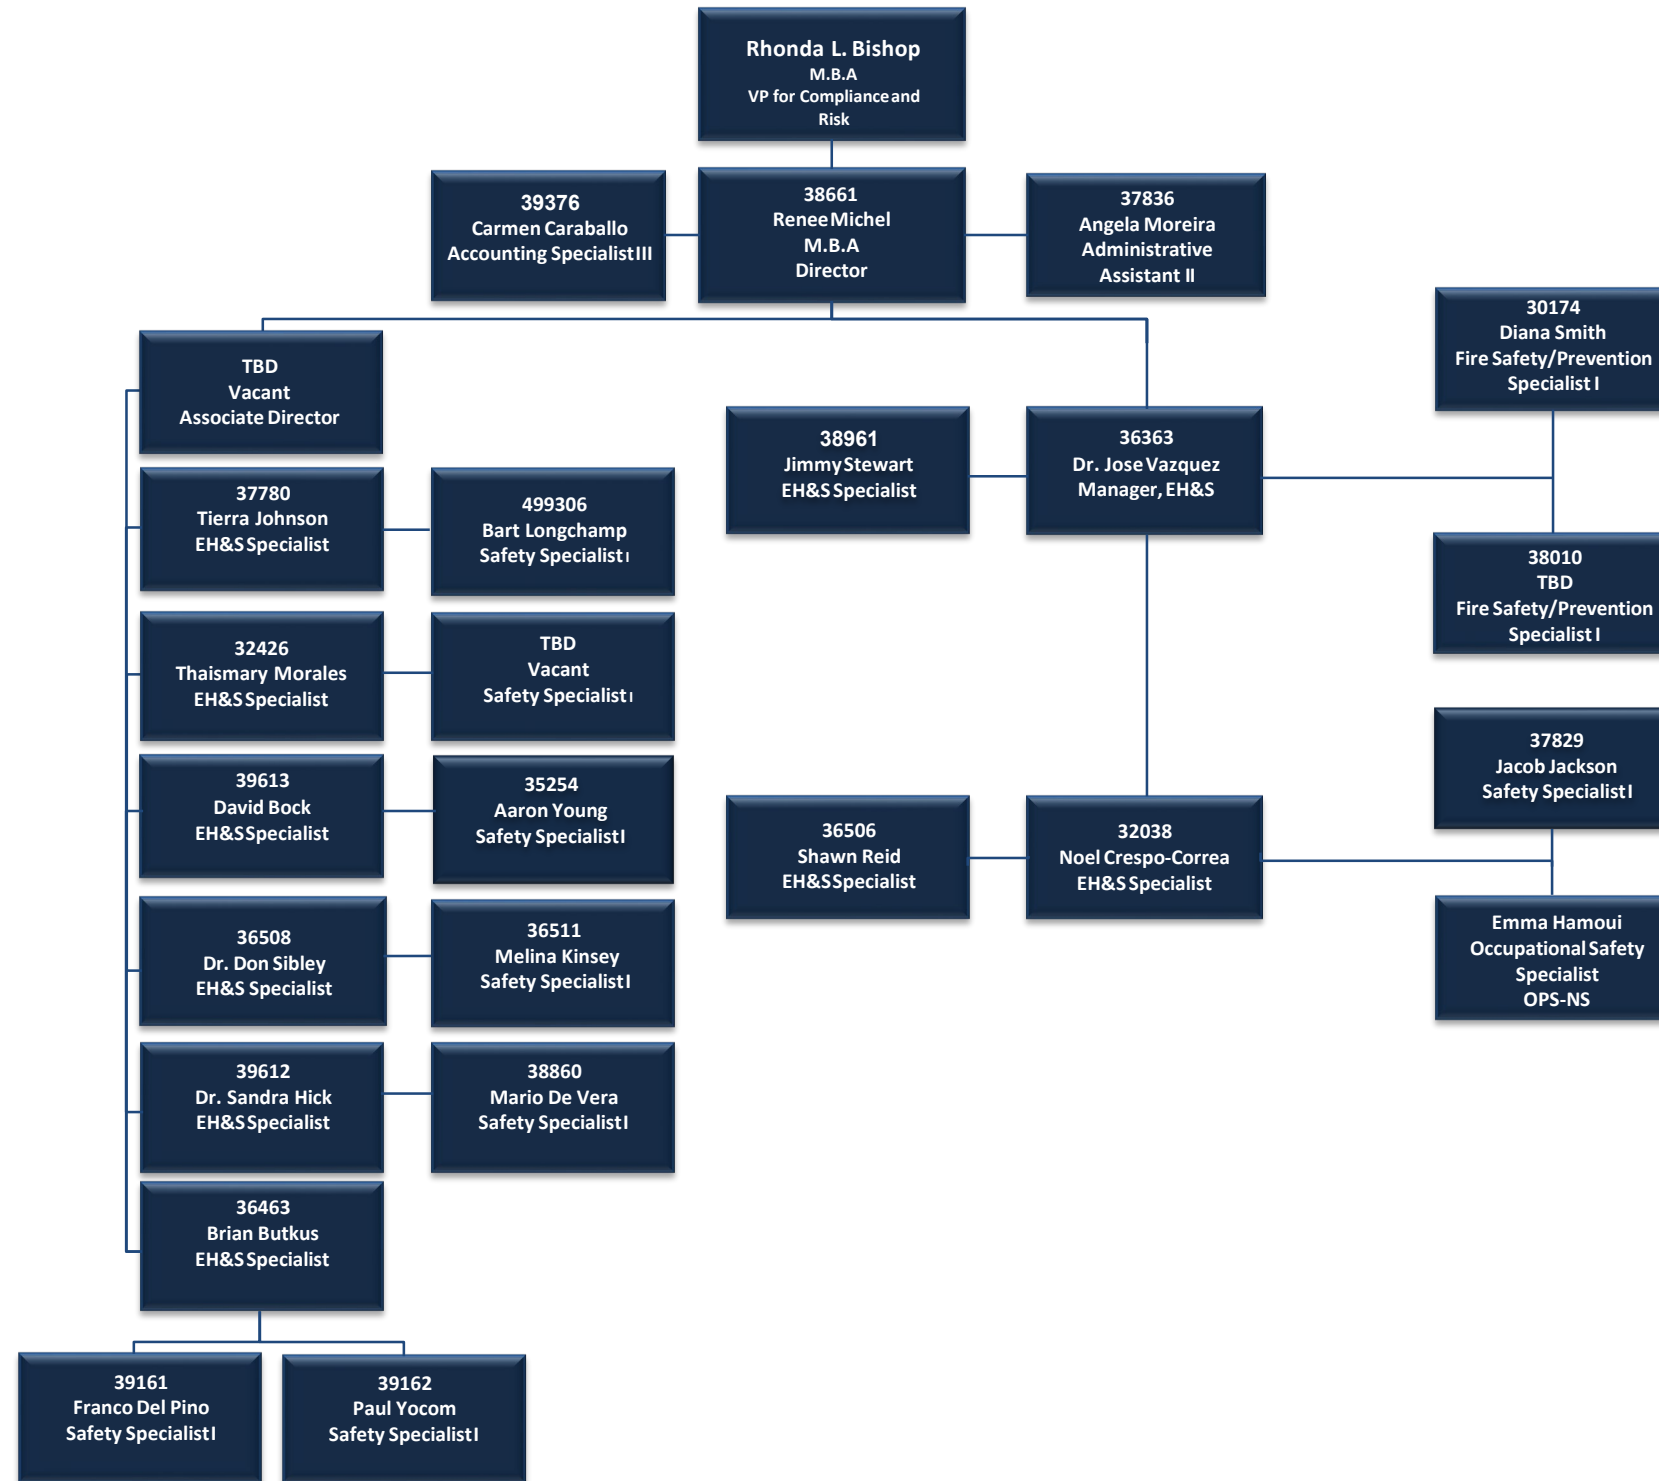 Rhonda L. Bishop
M.B.A
VP for Compliance and
Risk
39376
Carmen Caraballo
Accounting Specialist III
38661
Renee Michel
M.B.A
Director
37836
Angela Moreira
Administrative
Assistant II
30174
Diana Smith
Fire Safety/Prevention
Specialist I
TBD
Vacant
Associate Director
38961
Jimmy Stewart
EH&S Specialist
36363
Dr. Jose Vazquez
Manager, EH&S
37780
Tierra Johnson
EH&S Specialist
499306
Bart Longchamp
Safety Specialist I
38010
TBD
Fire Safety/Prevention
Specialist I
32426
Thaismary Morales
EH&S Specialist
TBD
Vacant
Safety Specialist I
37829
Jacob Jackson
Safety Specialist I
39613
David Bock
EH&S Specialist
35254
Aaron Young
Safety Specialist I
36506
Shawn Reid
EH&S Specialist
32038
Noel Crespo-Correa
EH&S Specialist
36508
Dr. Don Sibley
EH&S Specialist
36511
Melina Kinsey
Safety Specialist I
Emma Hamoui
Occupational Safety
Specialist
OPS-NS
39612
Dr. Sandra Hick
EH&S Specialist
38860
Mario De Vera
Safety Specialist I
36463
Brian Butkus
EH&S Specialist
39161
Franco Del Pino
Safety Specialist I
39162
Paul Yocom
Safety Specialist I